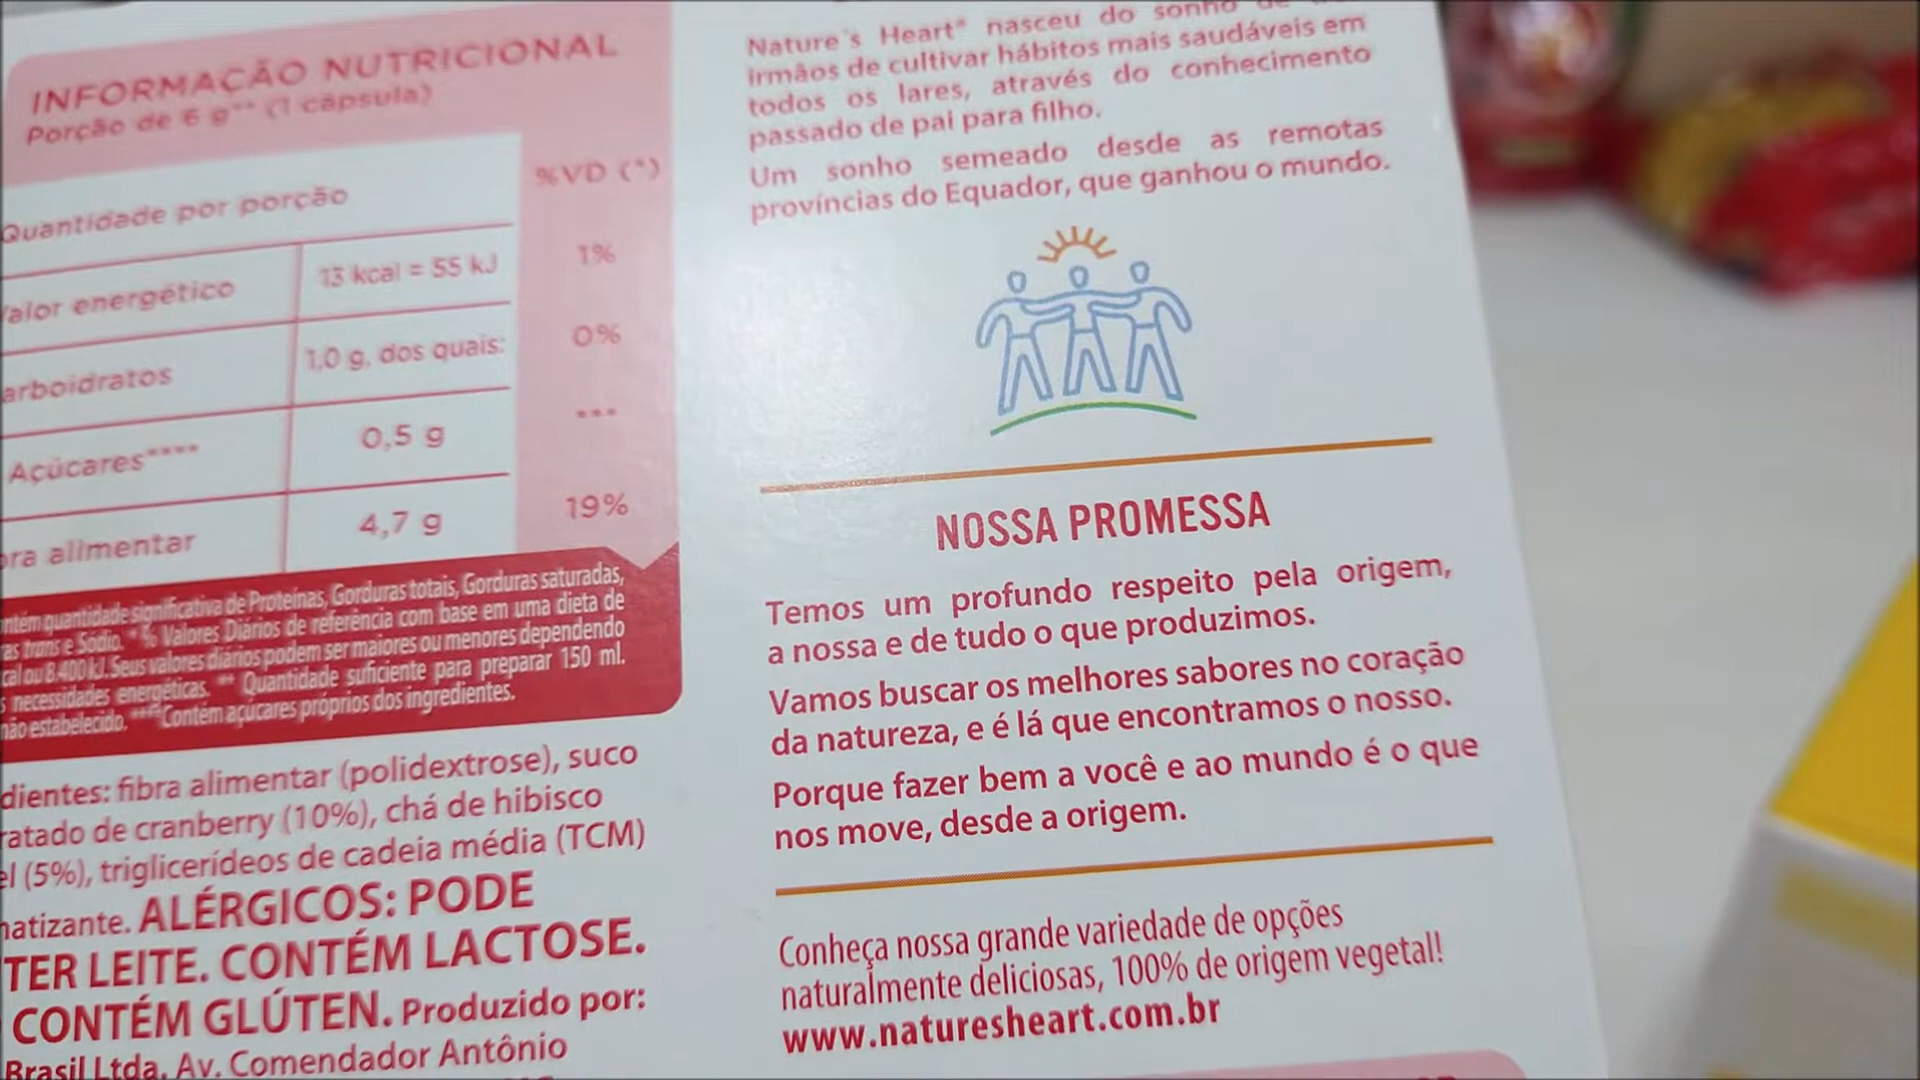 INFORMAÇÃO NUTRICIONAL
Porção de 6 g** (1 cápsula)
Quantidade por porção
%VD (*)
Valor energético 13 kcal = 55 kJ 1%
arboidratos 1,0 g, dos quais: 0%
Açúcares**** 0,5 g ***
bra alimentar 4,7 g 19%
ntém quantidade significativa de Proteínas, Gorduras totais, Gorduras saturadas,
as trans e Sódio. * % Valores Diários de referência com base em uma dieta de
cal ou 8.400 kJ. Seus valores diários podem ser maiores ou menores dependendo
s necessidades energéticas. ** Quantidade suficiente para preparar 150 ml.
não estabelecido. ****Contém açúcares próprios dos ingredientes.
dientes: fibra alimentar (polidextrose), suco
ratado de cranberry (10%), chá de hibisco
el (5%), triglicerídeos de cadeia média (TCM)
matizante. ALÉRGICOS: PODE
TER LEITE. CONTÉM LACTOSE.
CONTÉM GLÚTEN. Produzido por:
Brasil Ltda. Av. Comendador Antônio
Nature's Heart® nasceu do sonho de
irmãos de cultivar hábitos mais saudáveis em
todos os lares, através do conhecimento
passado de pai para filho.
Um sonho semeado desde as remotas
províncias do Equador, que ganhou o mundo.
NOSSA PROMESSA
Temos um profundo respeito pela origem,
a nossa e de tudo o que produzimos.
Vamos buscar os melhores sabores no coração
da natureza, e é lá que encontramos o nosso.
Porque fazer bem a você e ao mundo é o que
nos move, desde a origem.
Conheça nossa grande variedade de opções
naturalmente deliciosas, 100% de origem vegetal!
www.naturesheart.com.br